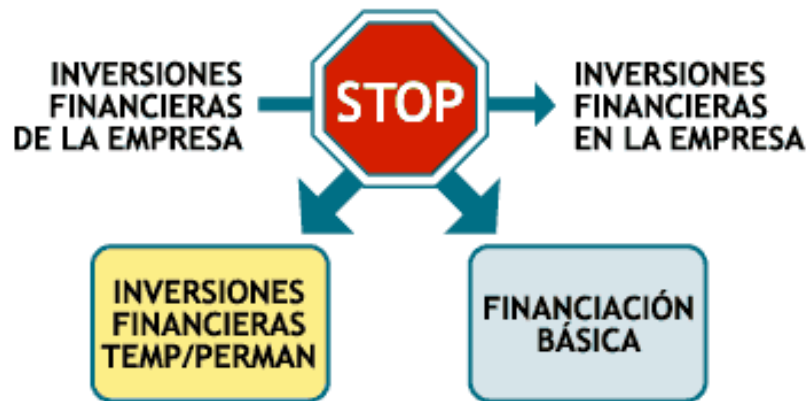 INVERSIONES
FINANCIERAS
DE LA EMPRESA
STOP
INVERSIONES
FINANCIERAS
EN LA EMPRESA
INVERSIONES
FINANCIERAS
TEMP/PERMAN
FINANCIACIÓN
BÁSICA